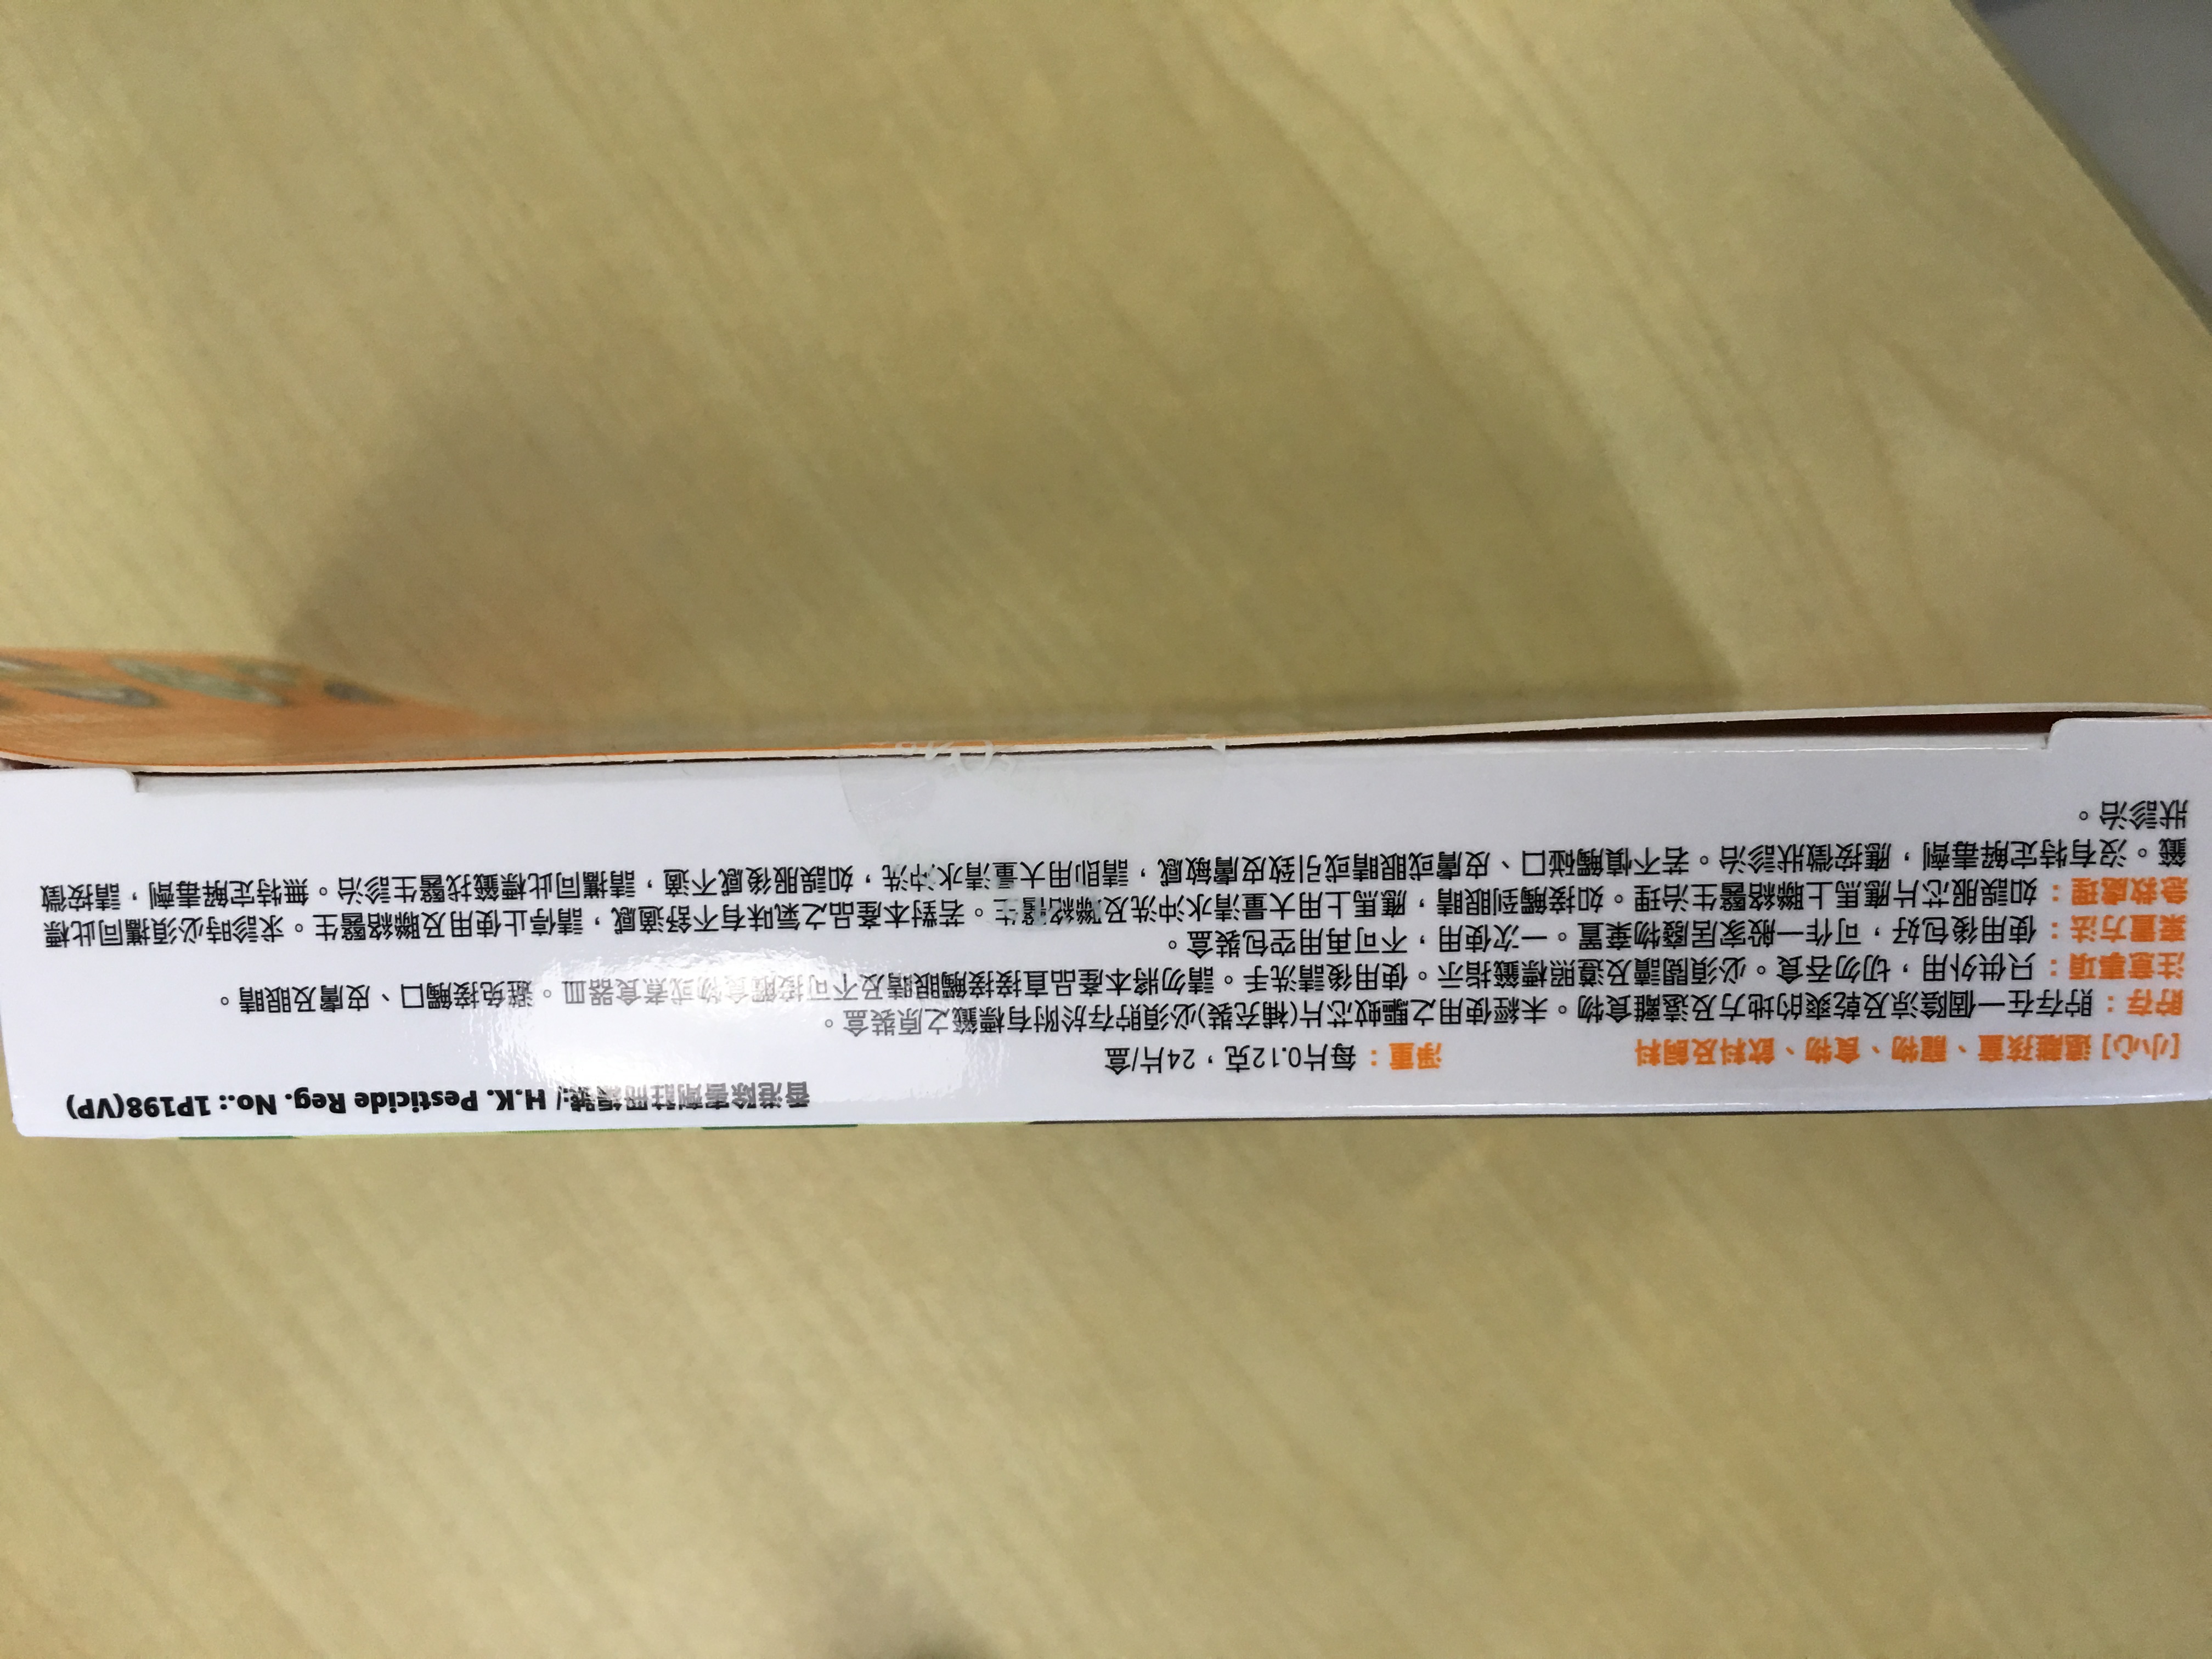 香港除害劑註冊編號:/ H.K. Pesticide Reg. No.: 1P198(VP)
[小心] 遠離孩童、寵物、食物、飲料及飼料 淨重：每片0.12克，24片/盒
貯存：貯存在一個陰涼及乾爽的地方及遠離食物。未經使用之驅蚊芯片(補充裝)必須貯存於附有標籤之原裝盒。
注意事項：只供外用，切勿吞食。必須閱讀及遵照標籤指示。使用後請洗手。請勿將本產品直接接觸眼睛及不可接觸食物或煮食器皿。避免接觸口、皮膚及眼睛。
棄置方法：使用後包好，可作一般家居廢物棄置。一次使用，不可再用空包裝盒。
急救處理：如誤服芯片應馬上聯絡醫生治理。如接觸到眼睛，應馬上用大量清水沖洗及聯絡醫生。若對本產品之氣味有不舒適感，請停止使用及聯絡醫生。求診時必須攜同此標
籤。沒有特定解毒劑，應按徵狀診治。若不慎觸碰口、皮膚或眼睛或引致皮膚敏感，請即用大量清水沖洗，如誤服後感不適，請攜同此標籤找醫生診治。無特定解毒劑，請按徵
狀診治。